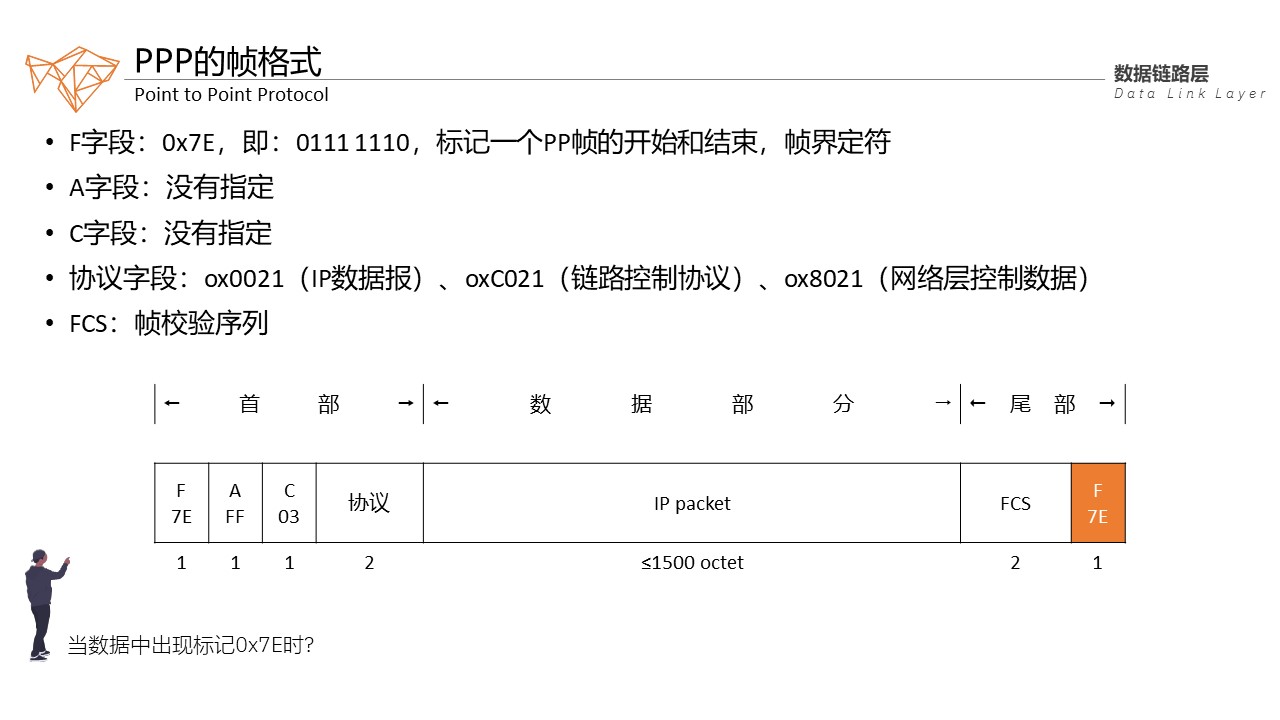 PPP的帧格式
Point to Point Protocol
数据链路层
Data Link Layer
• F字段：0x7E，即：0111 1110，标记一个PP帧的开始和结束，帧界定符
• A字段：没有指定
• C字段：没有指定
• 协议字段：ox0021（IP数据报）、oxC021（链路控制协议）、ox8021（网络层控制数据）
• FCS：帧校验序列
← 首 部 → ← 数 据 部 分 → ← 尾 部 →
F A C 协议 IP packet FCS F
7E FF 03 7E
1 1 1 2 ≤1500 octet 2 1
当数据中出现标记0x7E时？